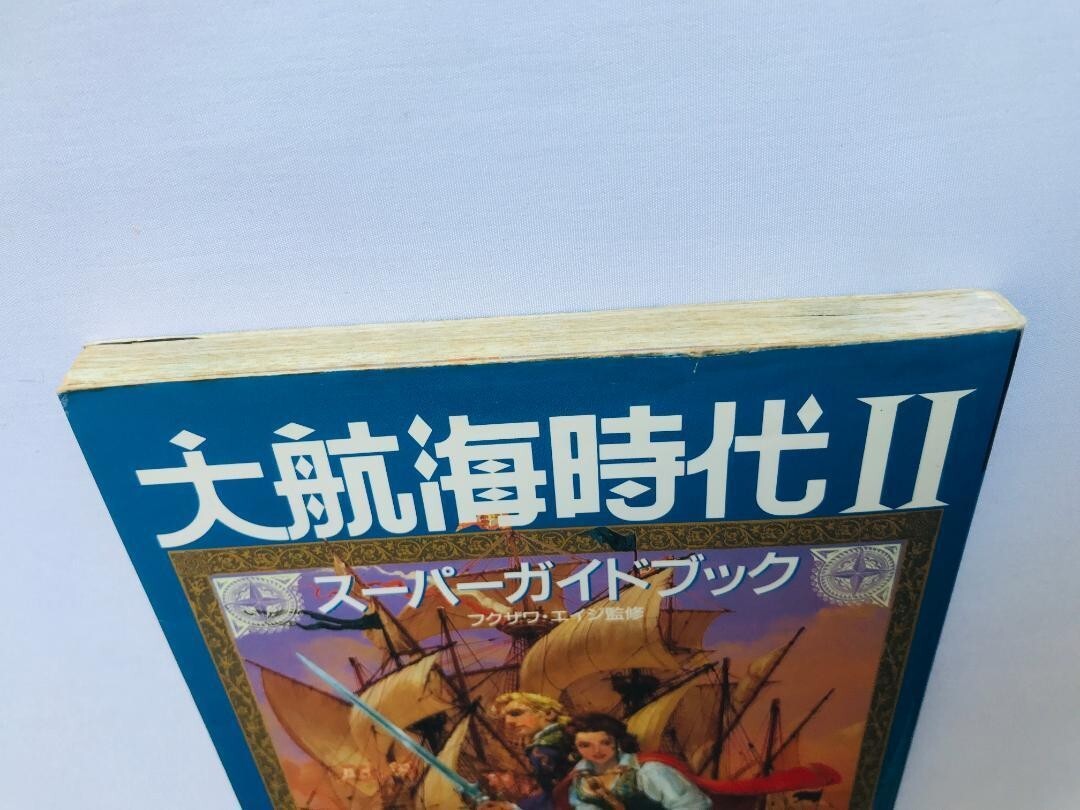 大航海時代II
スーパーガイドブック
フクザワ・エイジ監修